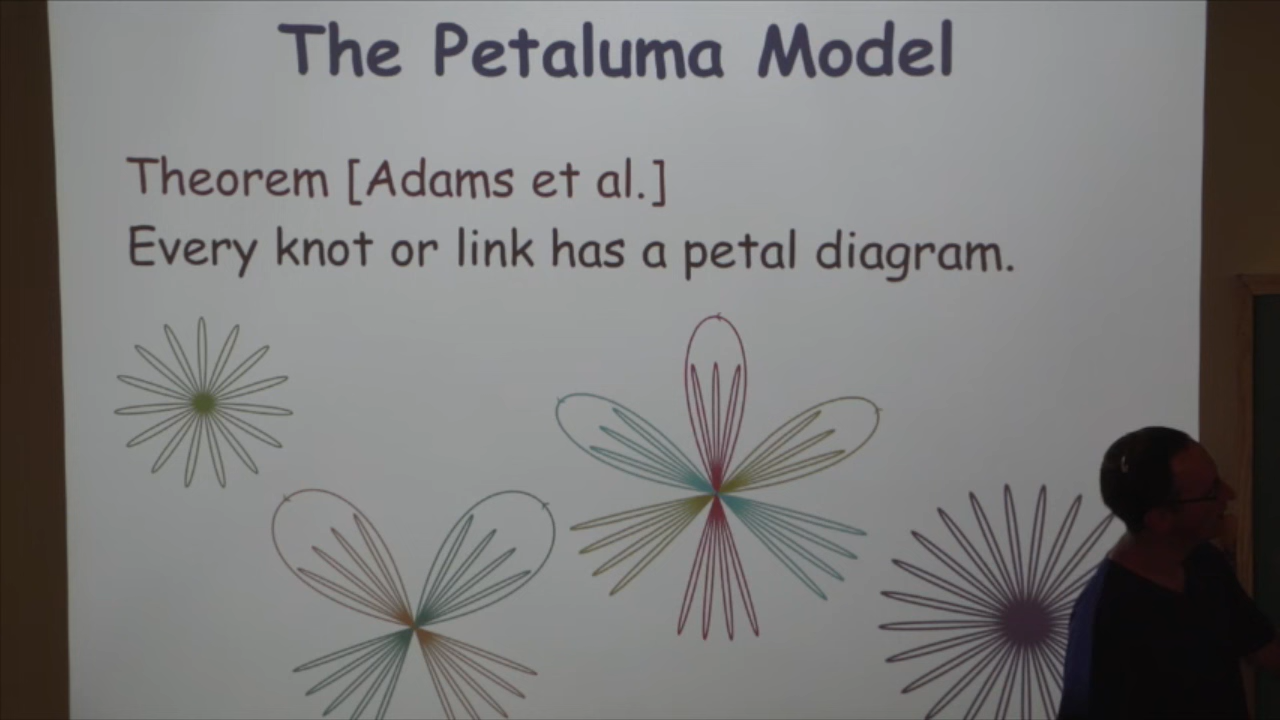 The Petaluma Model
Theorem [Adams et al.]
Every knot or link has a petal diagram.